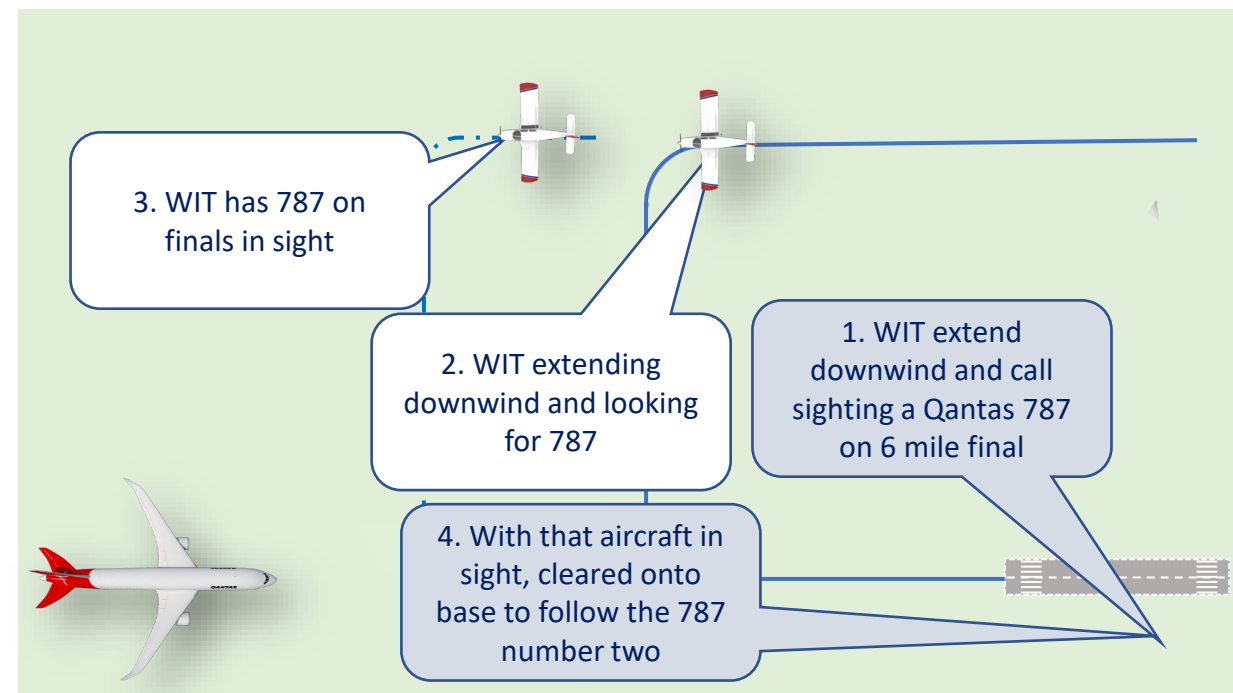 3. WIT has 787 on
finals in sight
2. WIT extending
downwind and looking
for 787
1. WIT extend
downwind and call
sighting a Qantas 787
on 6 mile final
4. With that aircraft in
sight, cleared onto
base to follow the 787
number two
QANTAS